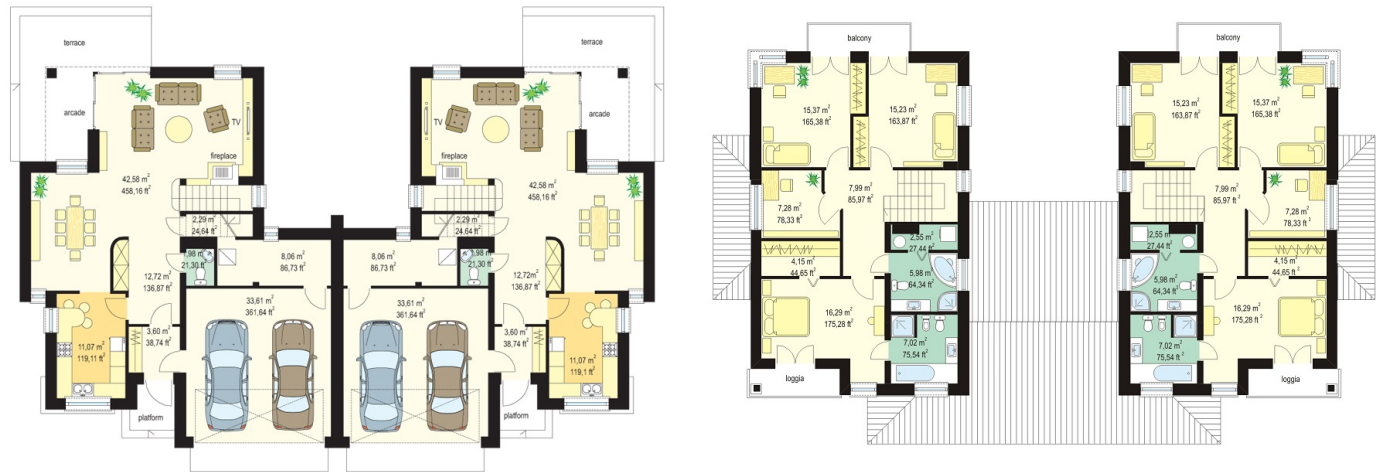 terrace
arcade
TV
fireplace
42,58 m²
458,16 ft²
2,29 m²
24,64 ft²
1,98 m²
21,30 ft²
8,06 m²
86,73 ft²
12,72 m²
136,87 ft²
33,61 m²
361,64 ft²
3,60 m²
38,74 ft²
11,07 m²
119,11 ft²
platform
terrace
arcade
TV
fireplace
42,58 m²
458,16 ft²
2,29 m²
24,64 ft²
1,98 m²
21,30 ft²
8,06 m²
86,73 ft²
12,72m²
136,87 ft²
33,61 m²
361,64 ft²
3,60 m²
38,74 ft²
11,07 m²
119,1 ft²
platform
balcony
15,37 m²
165,38 ft²
15,23 m²
163,87 ft²
7,99 m²
85,97 ft²
7,28 m²
78,33 ft²
2,55 m²
27,44 ft²
4,15 m²
44,65 ft²
5,98 m²
64,34 ft²
16,29 m²
175,28 ft²
7,02 m²
75,54 ft²
loggia
balcony
15,23 m²
163,87 ft²
15,37 m²
165,38 ft²
7,99 m²
85,97 ft²
7,28 m²
78,33 ft²
2,55 m²
27,44 ft²
4,15 m²
44,65 ft²
5,98 m²
64,34 ft²
16,29 m²
175,28 ft²
7,02 m²
75,54 ft²
loggia